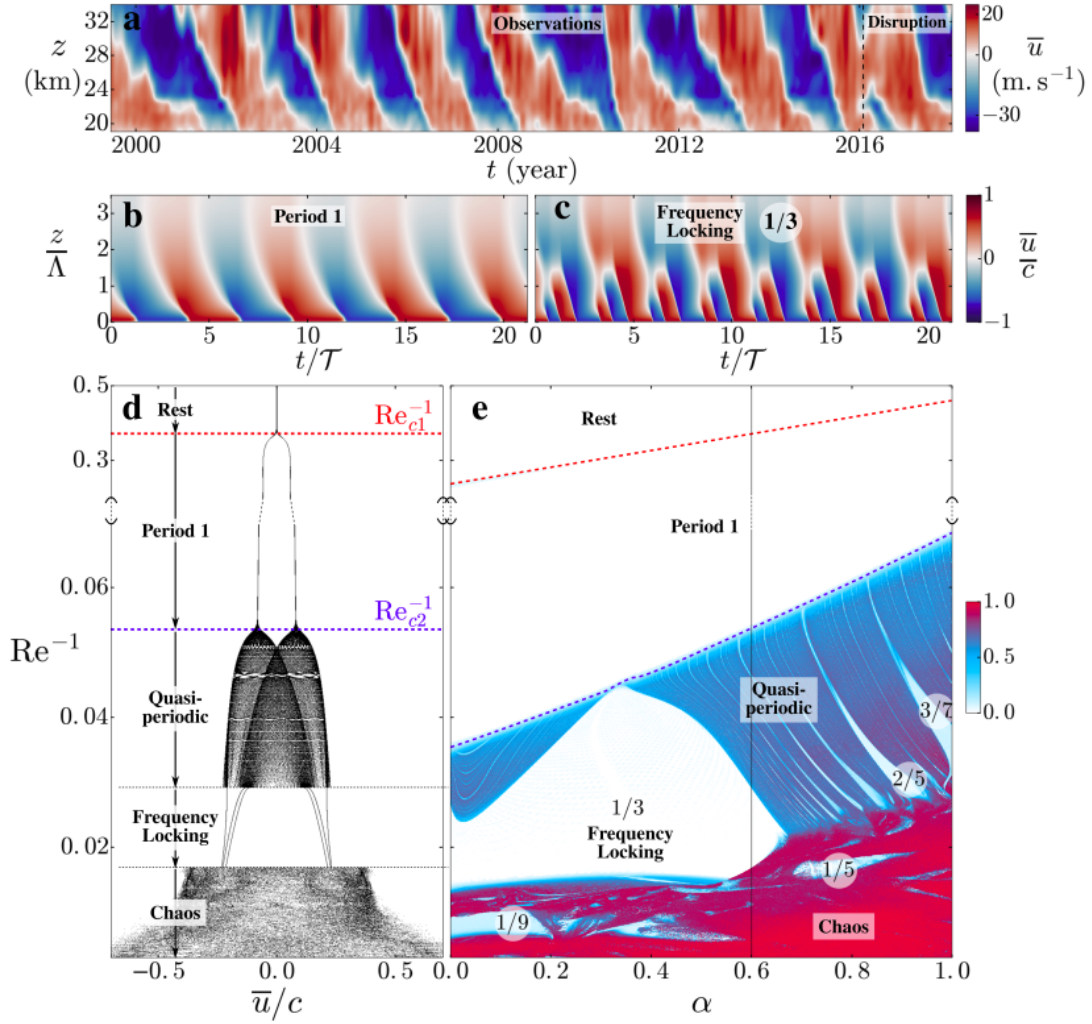 a
Observations
Disruption
z
(km)
32
28
24
20
2000
2004
2008
2012
2016
t (year)
20
0
−30
u̅
(m.s⁻¹)
b
Period 1
z
Λ
3
2
1
0
0
5
10
15
20
t/𝒯
c
Frequency
Locking
1/3
0
5
10
15
20
t/𝒯
1
0
−1
u̅
c
d
Rest
Re⁻¹c1
Period 1
Re⁻¹c2
Quasi-
periodic
Frequency
Locking
Chaos
Re⁻¹
0.5
0.3
0.06
0.04
0.02
−0.5
0.0
0.5
u̅/c
e
Rest
Period 1
Quasi-
periodic
3/7
2/5
1/3
Frequency
Locking
1/5
1/9
Chaos
0.0
0.2
0.4
0.6
0.8
1.0
α
1.0
0.5
0.0